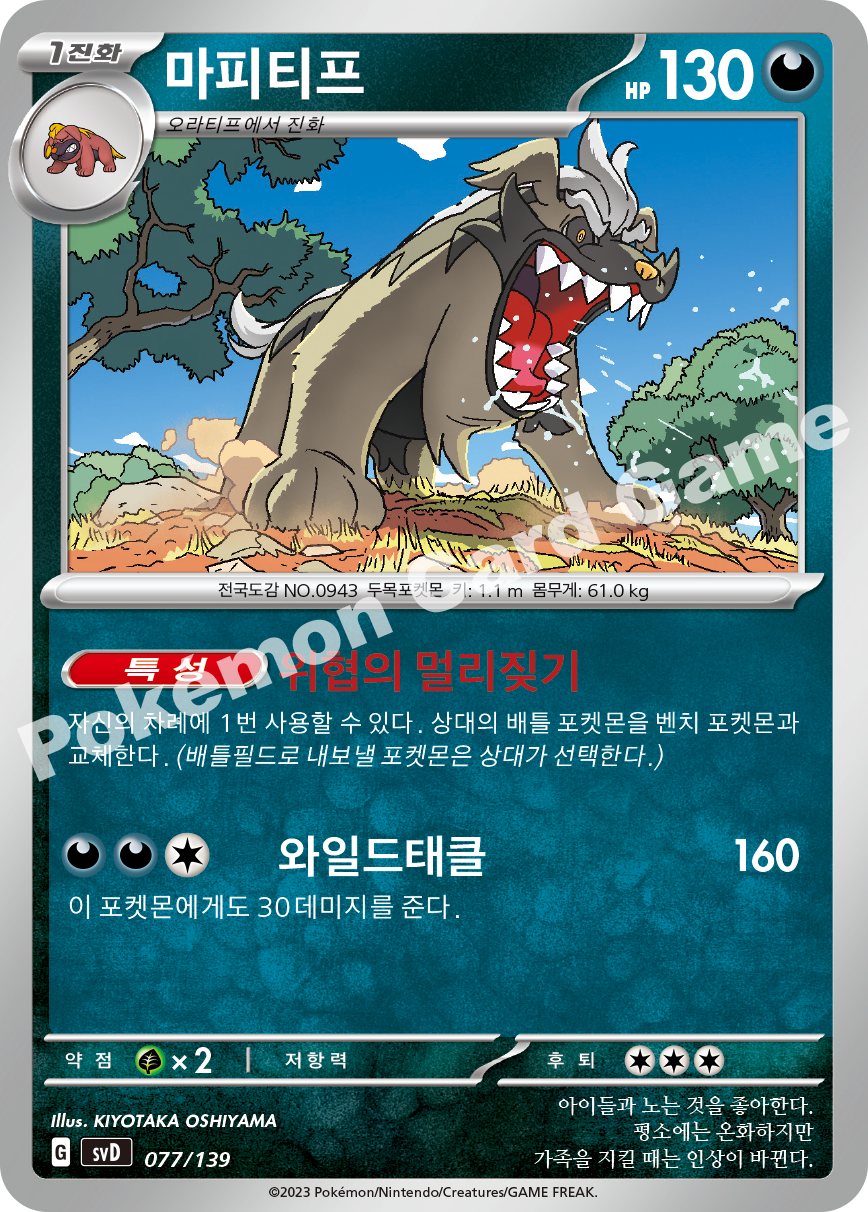 1진화
마피티프
HP 130
오라티프에서 진화
전국도감 NO.0943 두목포켓몬 키: 1.1 m 몸무게: 61.0 kg
특성 위협의 멀리짖기
자신의 차례에 1번 사용할 수 있다. 상대의 배틀 포켓몬을 벤치 포켓몬과
교체한다. (배틀필드로 내보낼 포켓몬은 상대가 선택한다.)
와일드태클 160
이 포켓몬에게도 30데미지를 준다.
약점 ×2 저항력 후퇴
Illus. KIYOTAKA OSHIYAMA
G svD 077/139
아이들과 노는 것을 좋아한다.
평소에는 온화하지만
가족을 지킬 때는 인상이 바뀐다.
©2023 Pokémon/Nintendo/Creatures/GAME FREAK.
Pokémon Card Game